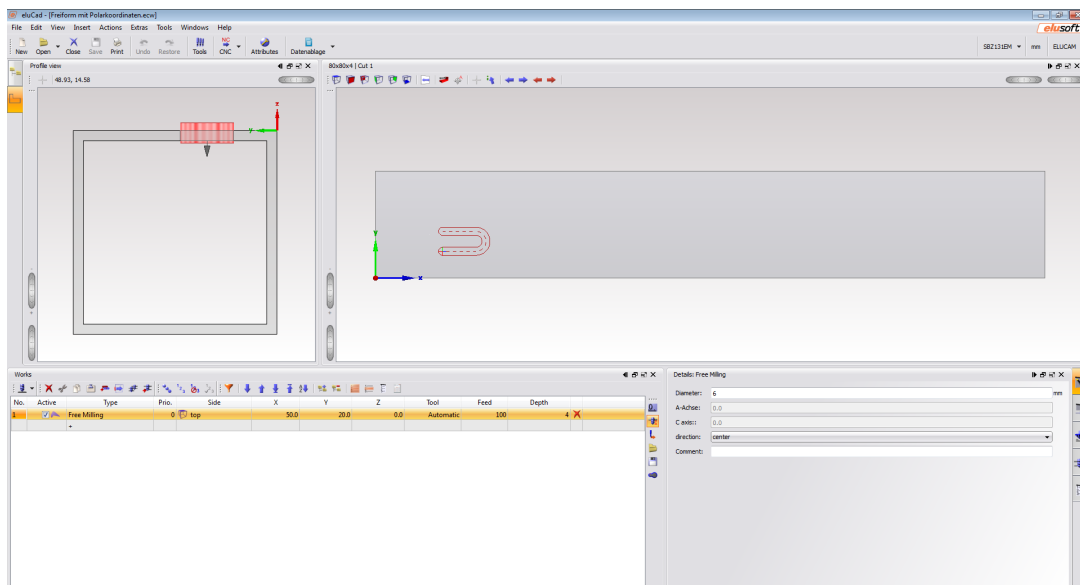 eluCad - [Freiform mit Polarkoordinaten.ecw]
File Edit View Insert Actions Extras Tools Windows Help
elusoft
New Open Close Save Print Undo Restore Tools CNC Attributes Datenablage
NC
SBZ131EM mm ELUCAM
Profile view
80x80x4 | Cut 1
48.93, 14.58
z
y
Y
x
Works
Details: Free Milling
No. Active Type Prio. Side X Y Z Tool Feed Depth
1 Free Milling 0 top 50.0 20.0 0.0 Automatic 100 4
+
Diameter: 6 mm
A-Achse: 0.0
C axis:: 0.0
direction: center
Comment: